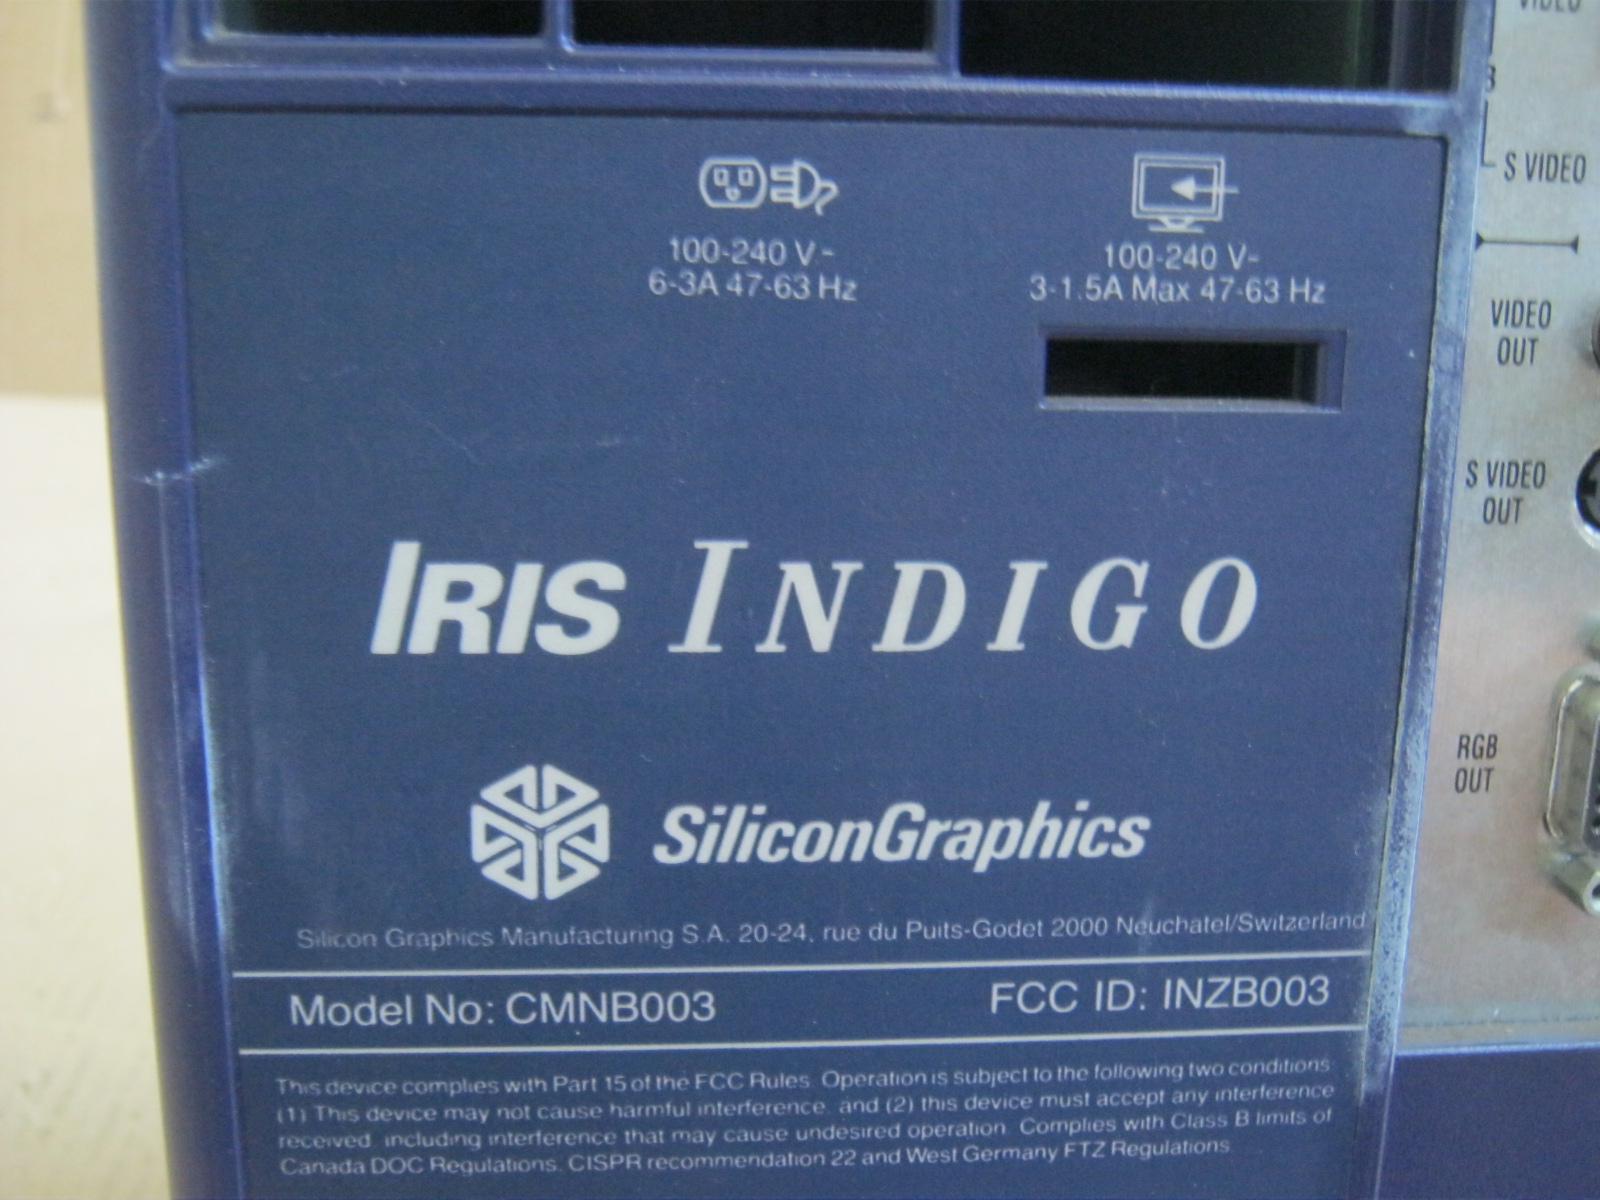 VIDEO
S VIDEO
100-240 V~
6-3A 47-63 Hz
100-240 V~
3-1.5A Max 47-63 Hz
VIDEO
OUT
S VIDEO
OUT
IRIS INDIGO
RGB
OUT
SiliconGraphics
Silicon Graphics Manufacturing S.A. 20-24, rue du Puits-Godet 2000 Neuchatel/Switzerland
Model No: CMNB003
FCC ID: INZB003
This device complies with Part 15 of the FCC Rules. Operation is subject to the following two conditions:
(1) This device may not cause harmful interference, and (2) this device must accept any interference
received, including interference that may cause undesired operation. Complies with Class B limits of
Canada DOC Regulations, CISPR recommendation 22 and West Germany FTZ Regulations.